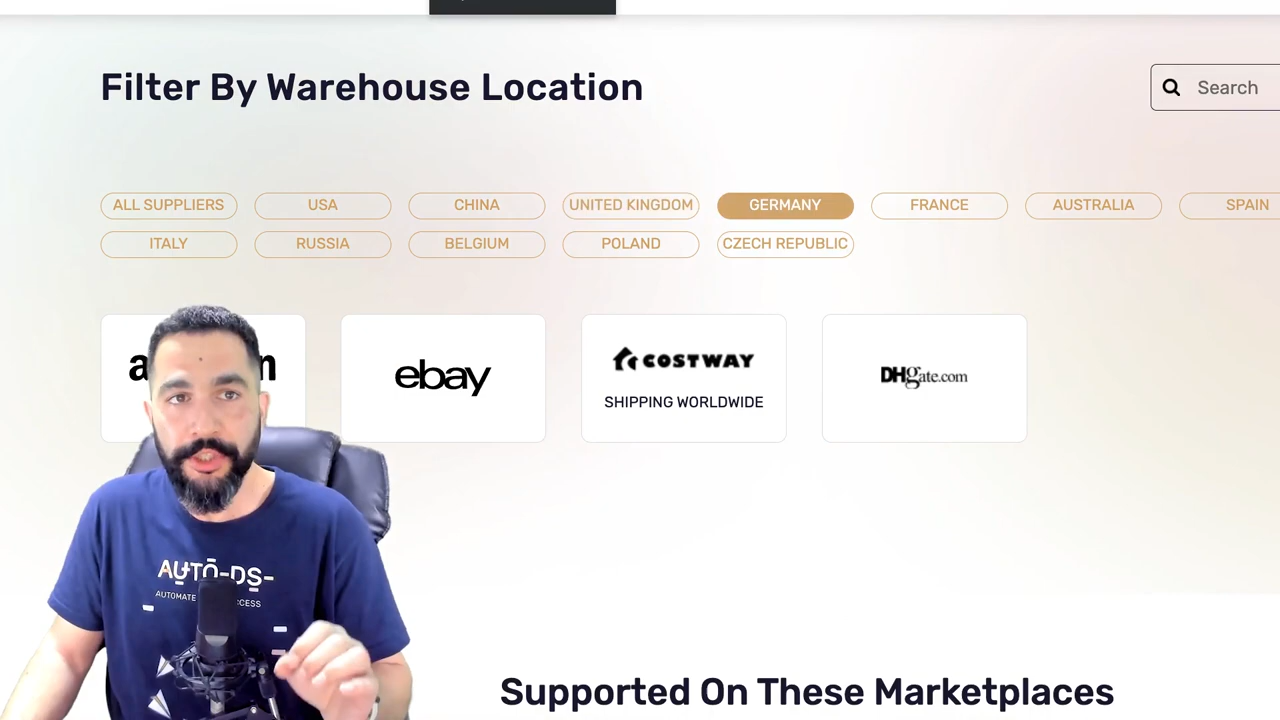 Filter By Warehouse Location
Search
ALL SUPPLIERS
USA
CHINA
UNITED KINGDOM
GERMANY
FRANCE
AUSTRALIA
SPAIN
ITALY
RUSSIA
BELGIUM
POLAND
CZECH REPUBLIC
ebay
COSTWAY
SHIPPING WORLDWIDE
DHgate.com
AUTO-DS-
AUTOMATE
Supported On These Marketplaces